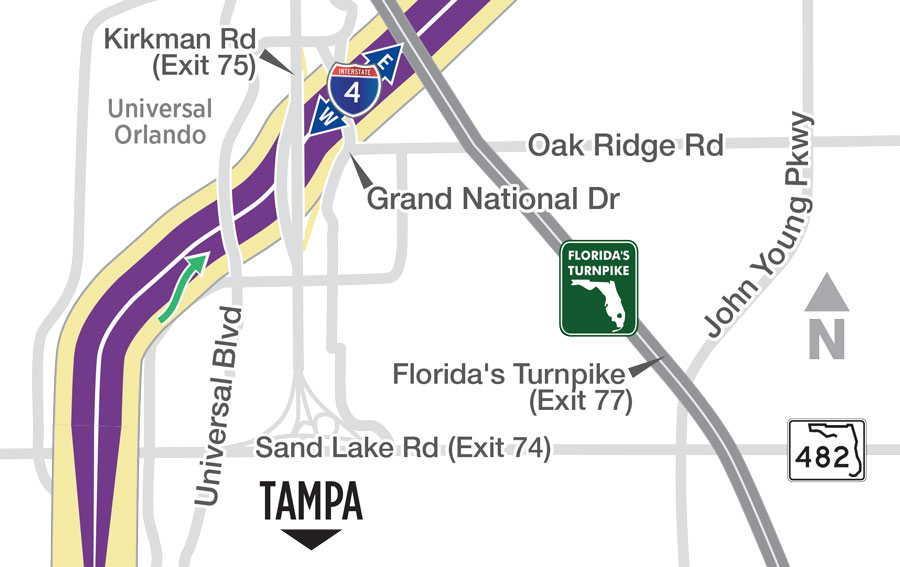 Kirkman Rd
(Exit 75)
E
INTERSTATE
4
W
Universal
Orlando
Oak Ridge Rd
John Young Pkwy
Grand National Dr
FLORIDA'S
TURNPIKE
N
Universal Blvd
Florida's Turnpike
(Exit 77)
Sand Lake Rd (Exit 74)
482
TAMPA